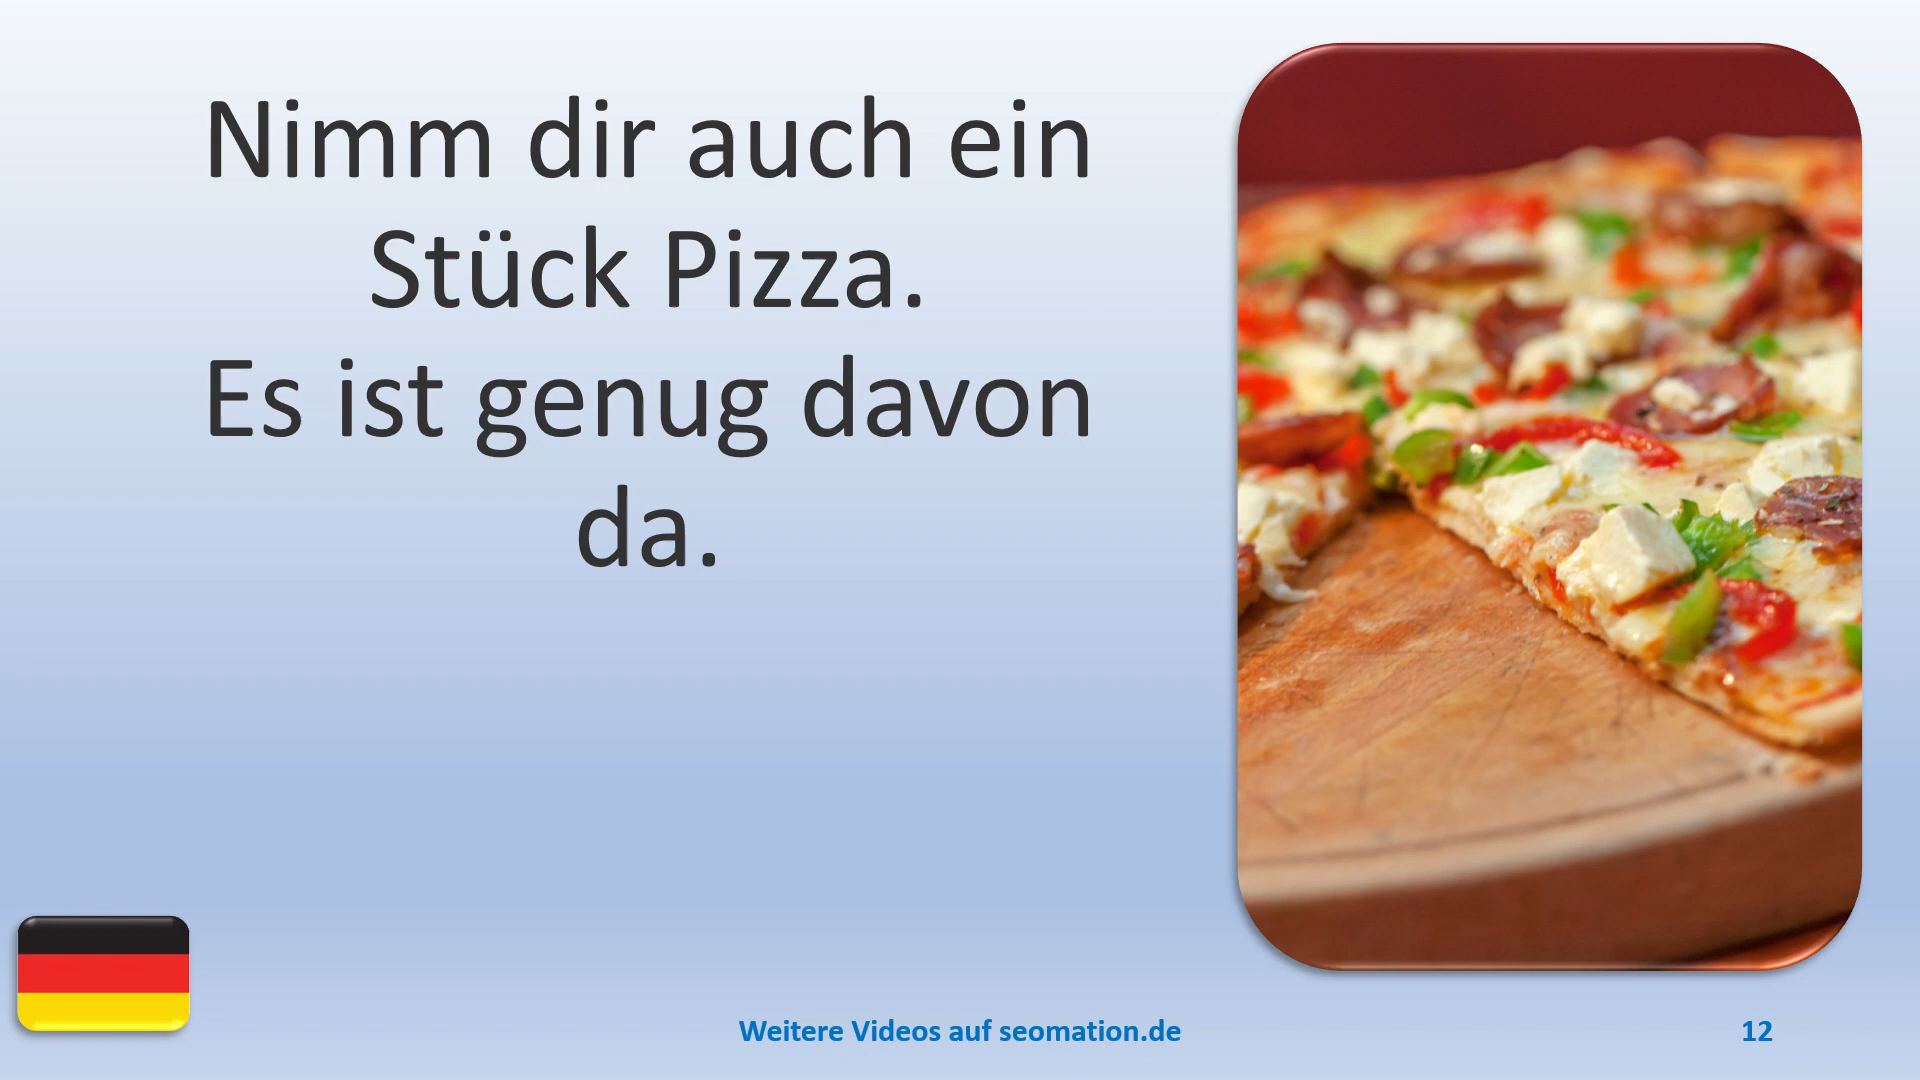 Nimm dir auch ein
Stück Pizza.
Es ist genug davon
da.
Weitere Videos auf seomation.de
12